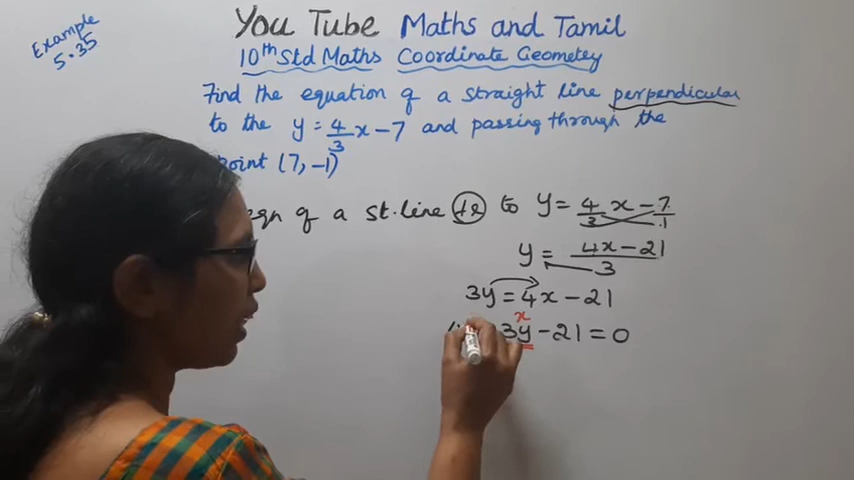 Example
5.35
You Tube Maths and Tamil
10th Std Maths Coordinate Geometry
Find the equation of a straight line perpendicular
to the y = 4/3 x - 7 and passing through the
point (7, -1)
eqn of a st. line ⊥r to y = 4/3 x - 7/1
y = 4x - 21 / 3
3y = 4x - 21
x
3y - 21 = 0